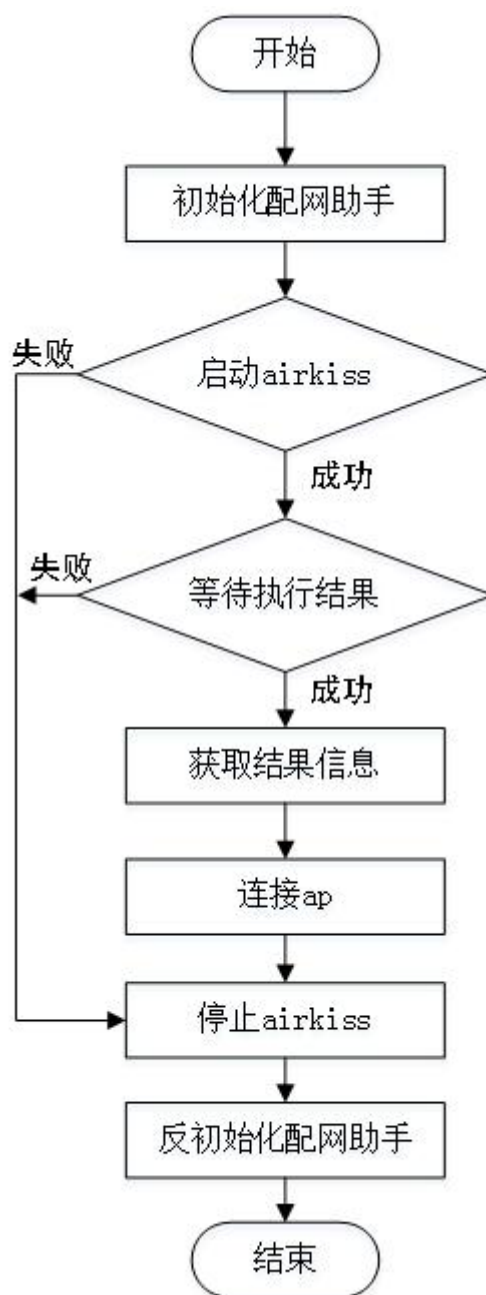 开始
初始化配网助手
失败
启动airkiss
成功
失败
等待执行结果
成功
获取结果信息
连接ap
停止airkiss
反初始化配网助手
结束